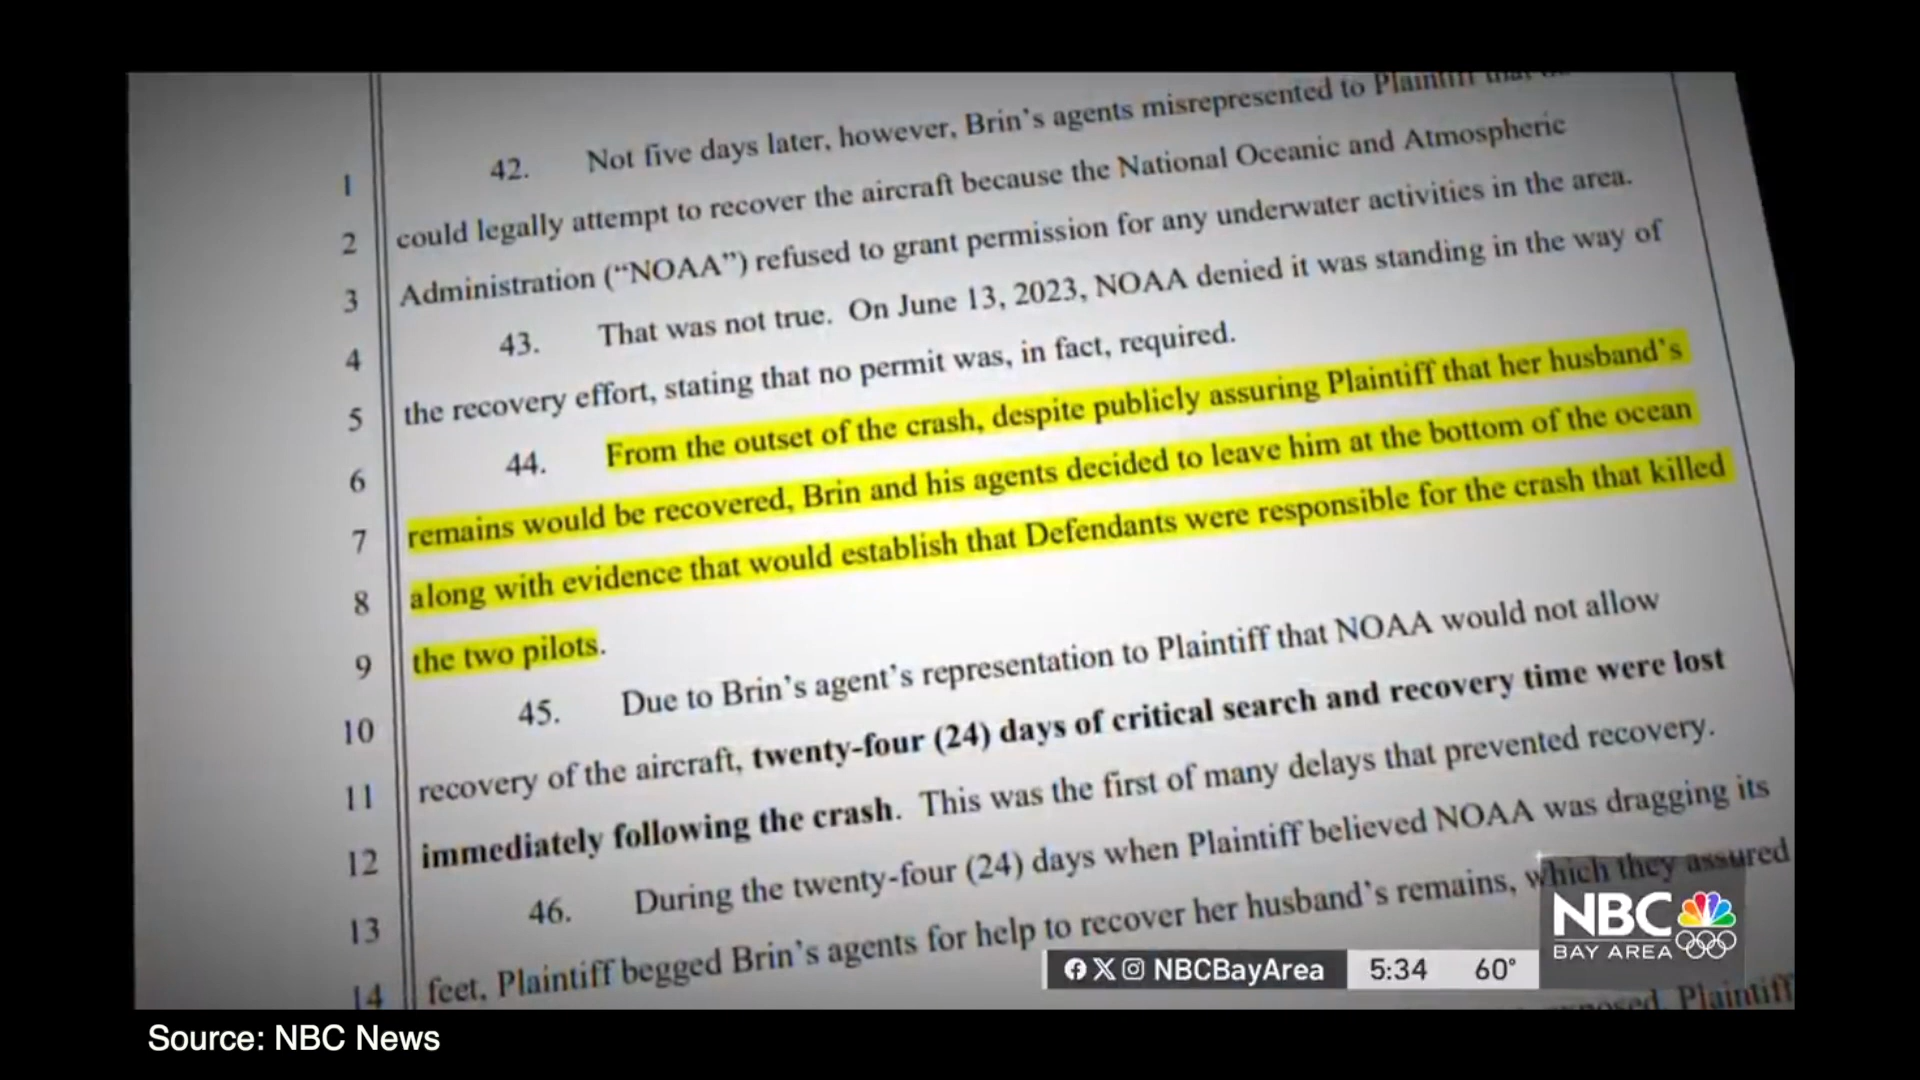 1 42. Not five days later, however, Brin's agents misrepresented to Plaintiff that
2 could legally attempt to recover the aircraft because the National Oceanic and Atmospheric
3 Administration (“NOAA”) refused to grant permission for any underwater activities in the area.
4 43. That was not true. On June 13, 2023, NOAA denied it was standing in the way of
5 the recovery effort, stating that no permit was, in fact, required.
6 44. From the outset of the crash, despite publicly assuring Plaintiff that her husband's
7 remains would be recovered, Brin and his agents decided to leave him at the bottom of the ocean
8 along with evidence that would establish that Defendants were responsible for the crash that killed
9 the two pilots.
10 45. Due to Brin's agent's representation to Plaintiff that NOAA would not allow
11 recovery of the aircraft, twenty-four (24) days of critical search and recovery time were lost
12 immediately following the crash. This was the first of many delays that prevented recovery.
13 46. During the twenty-four (24) days when Plaintiff believed NOAA was dragging its
14 feet, Plaintiff begged Brin's agents for help to recover her husband's remains, which they assured
Plaintiff
NBC
BAY AREA
NBCBayArea 5:34 60°
Source: NBC News